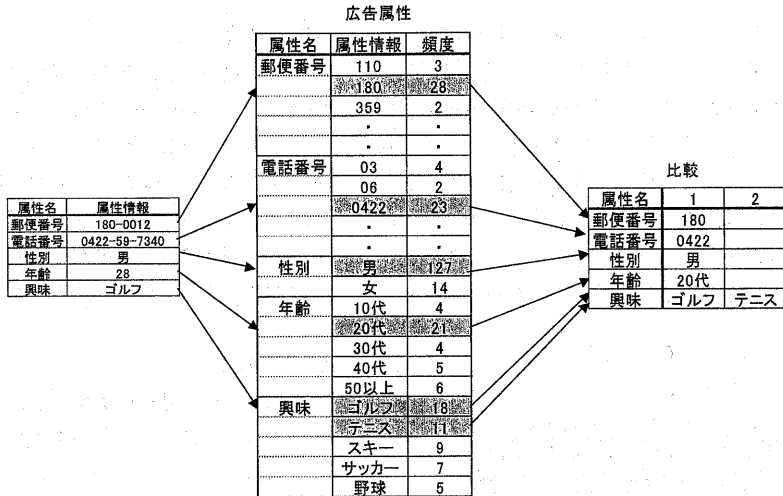 広告属性
属性名 属性情報 頻度
郵便番号 110 3
180 28
359 2
・ ・
・ ・
電話番号 03 4
06 2
0422 23
・ ・
・ ・
性別 男 127
女 14
年齢 10代 4
20代 21
30代 4
40代 5
50以上 6
興味 ゴルフ 18
テニス 11
スキー 9
サッカー 7
野球 5
属性名 属性情報
郵便番号 180-0012
電話番号 0422-59-7340
性別 男
年齢 28
興味 ゴルフ
比較
属性名 1 2
郵便番号 180
電話番号 0422
性別 男
年齢 20代
興味 ゴルフ テニス